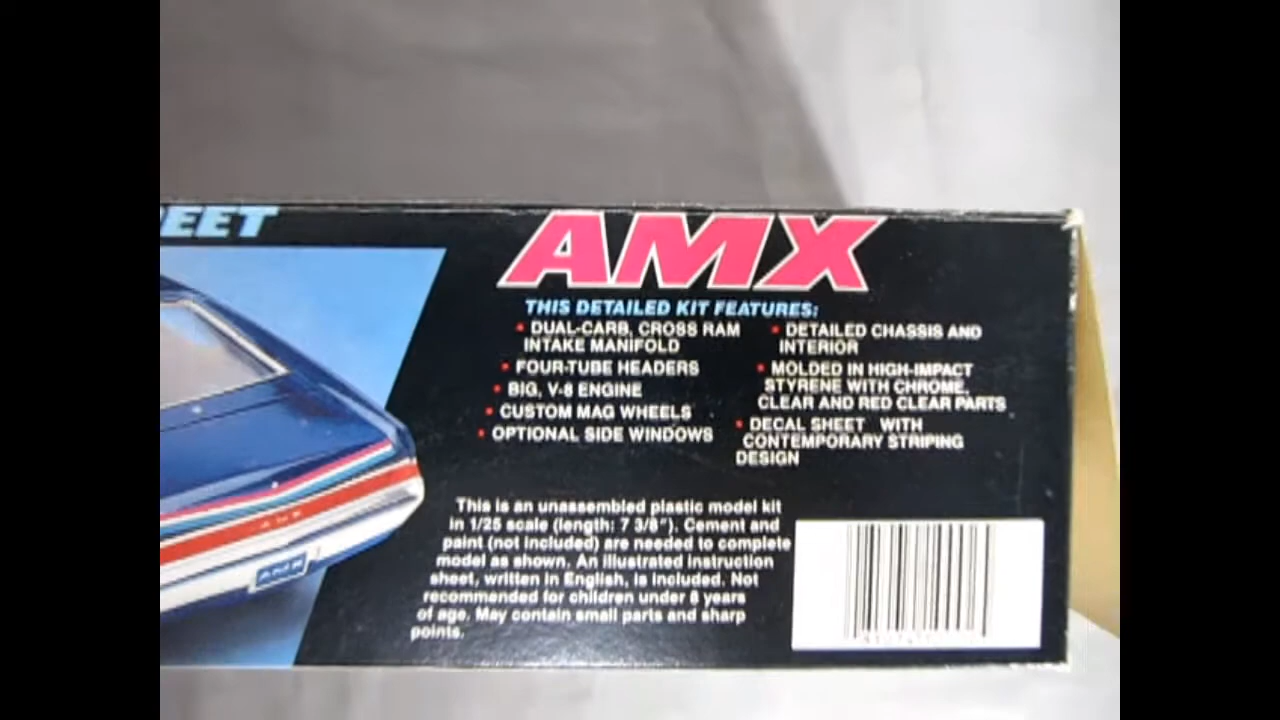 EET
AMX
THIS DETAILED KIT FEATURES:
• DUAL-CARB, CROSS RAM
INTAKE MANIFOLD
• FOUR-TUBE HEADERS
• BIG, V-8 ENGINE
• CUSTOM MAG WHEELS
• OPTIONAL SIDE WINDOWS
• DETAILED CHASSIS AND
INTERIOR
• MOLDED IN HIGH-IMPACT
STYRENE WITH CHROME,
CLEAR AND RED CLEAR PARTS
• DECAL SHEET WITH
CONTEMPORARY STRIPING
DESIGN
AMX
AMX
This is an unassembled plastic model kit
in 1/25 scale (length: 7 3/8"). Cement and
paint (not included) are needed to complete
model as shown. An illustrated instruction
sheet, written in English, is included. Not
recommended for children under 8 years
of age. May contain small parts and sharp
points.